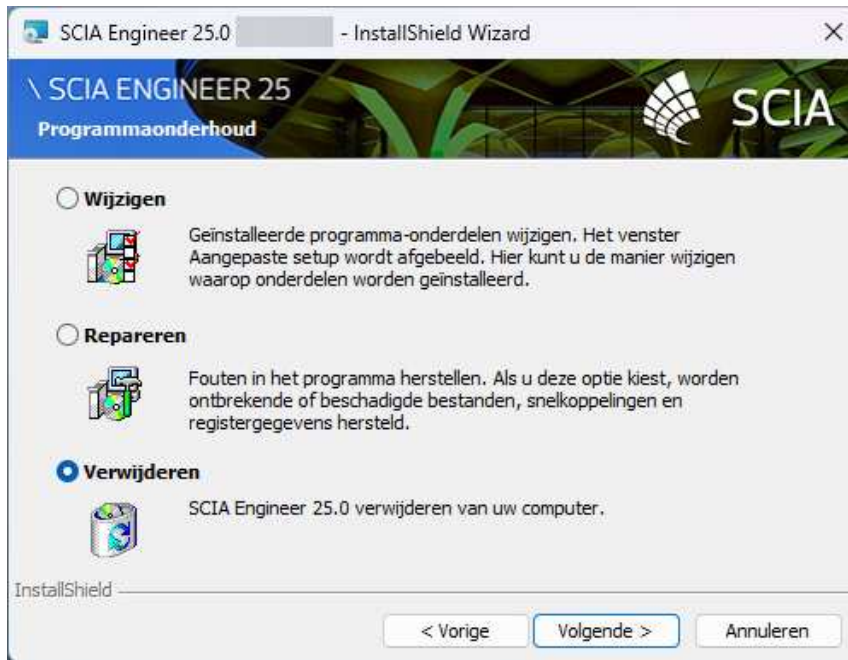 SCIA Engineer 25.0 - InstallShield Wizard
\ SCIA ENGINEER 25
SCIA
Programmaonderhoud
Wijzigen
Geïnstalleerde programma-onderdelen wijzigen. Het venster
Aangepaste setup wordt afgebeeld. Hier kunt u de manier wijzigen
waarop onderdelen worden geïnstalleerd.
Repareren
Fouten in het programma herstellen. Als u deze optie kiest, worden
ontbrekende of beschadigde bestanden, snelkoppelingen en
registergegevens hersteld.
Verwijderen
SCIA Engineer 25.0 verwijderen van uw computer.
InstallShield
< Vorige
Volgende >
Annuleren